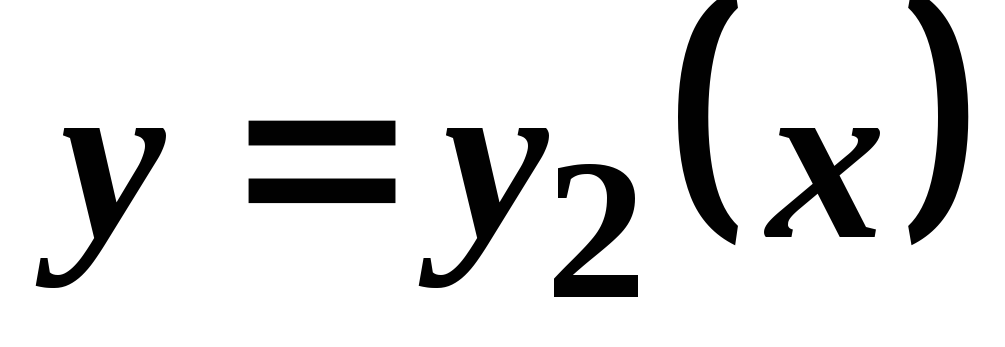 y = y₂(x)